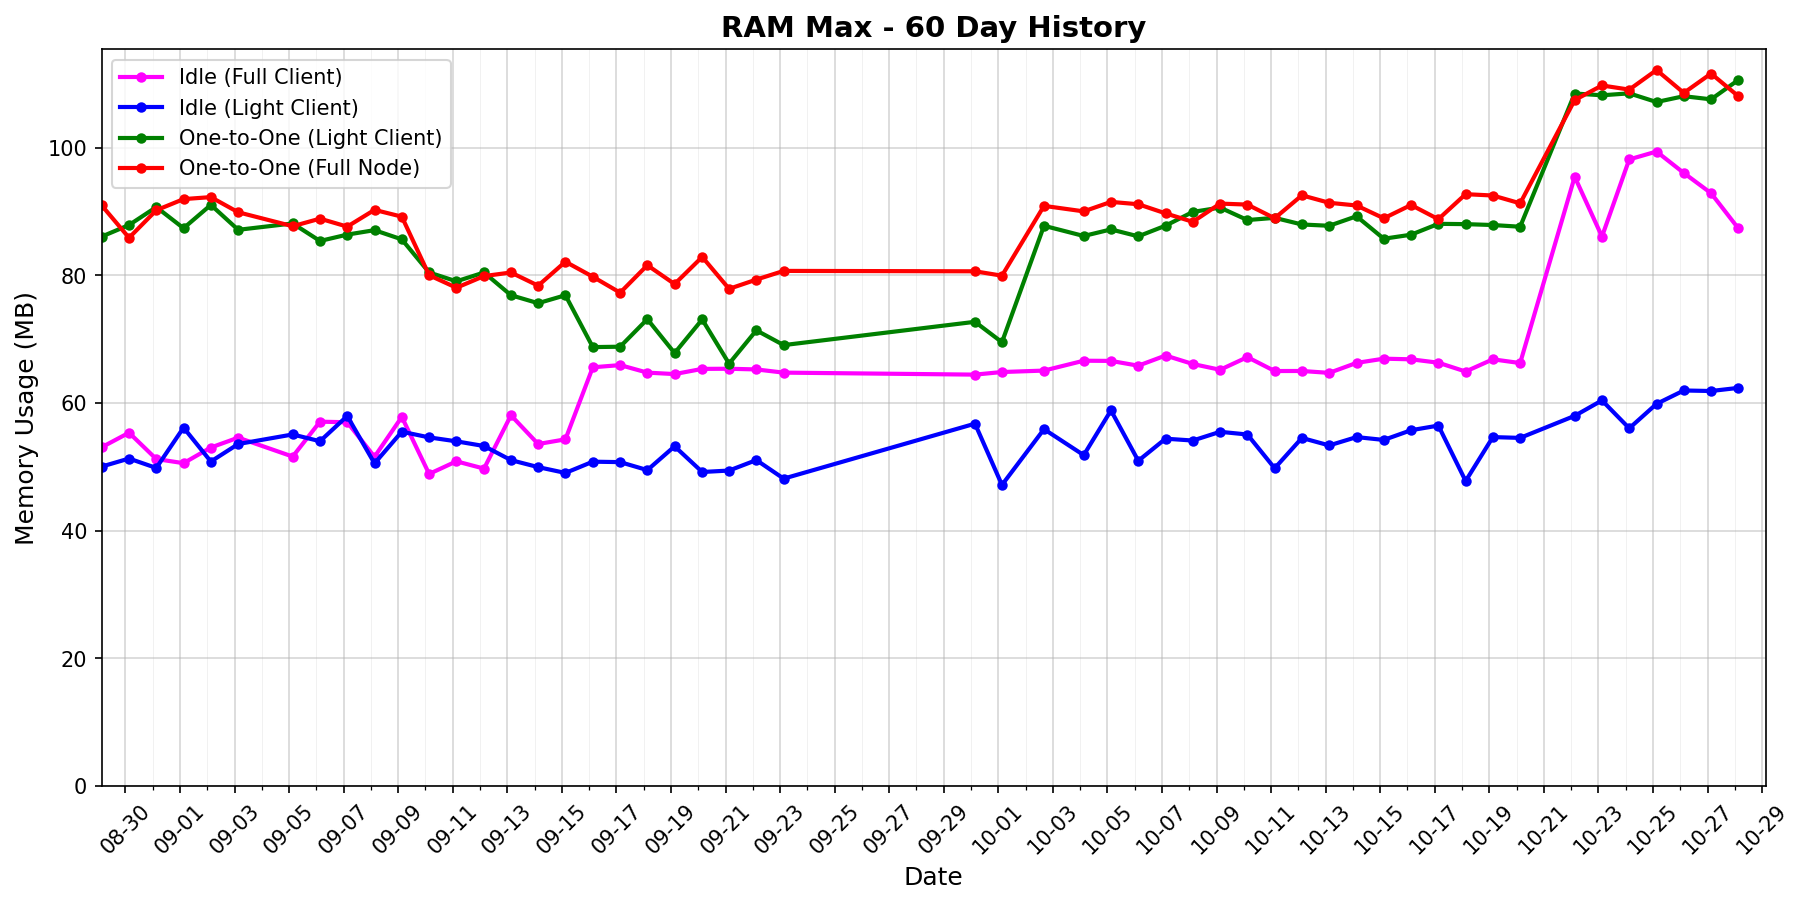 RAM Max - 60 Day History
Idle (Full Client)
Idle (Light Client)
One-to-One (Light Client)
One-to-One (Full Node)
Memory Usage (MB)
100
80
60
40
20
0
08-30 09-01 09-03 09-05 09-07 09-09 09-11 09-13 09-15 09-17 09-19 09-21 09-23 09-25 09-27 09-29 10-01 10-03 10-05 10-07 10-09 10-11 10-13 10-15 10-17 10-19 10-21 10-23 10-25 10-27 10-29
Date